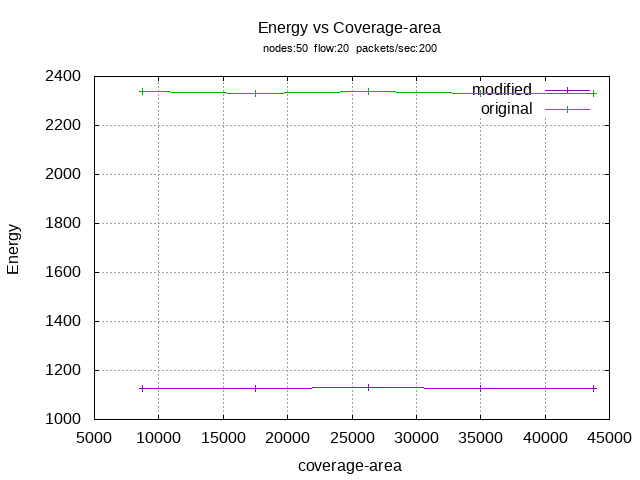 Energy vs Coverage-area
nodes:50 flow:20 packets/sec:200
2400
2200
2000
1800
1600
1400
1200
1000
Energy
modified
original
5000 10000 15000 20000 25000 30000 35000 40000 45000
coverage-area